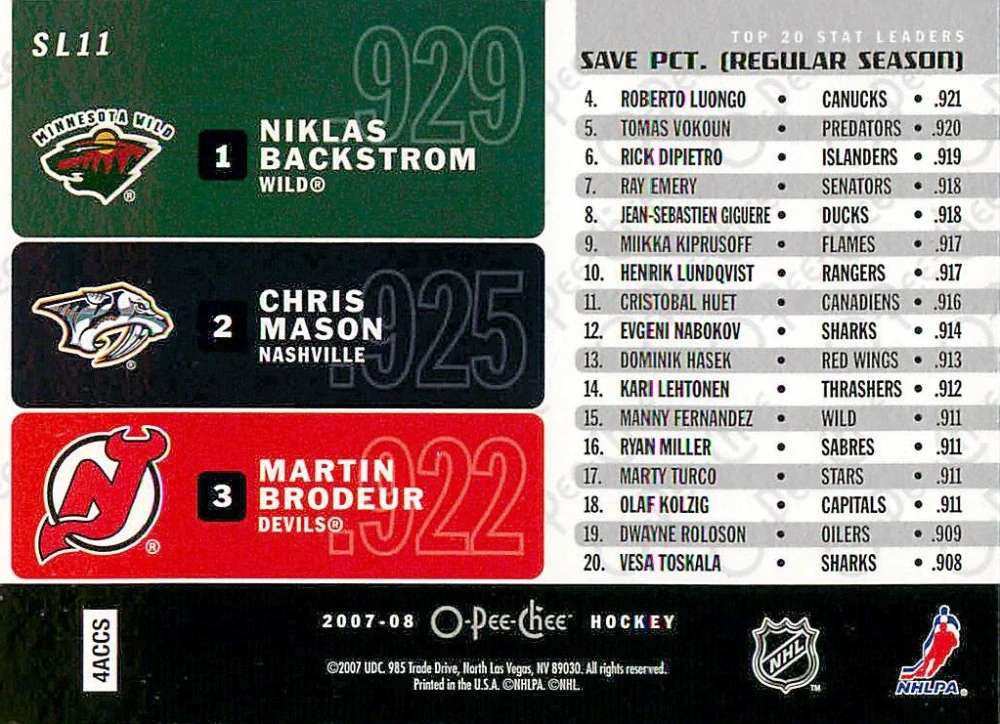 SL11
MINNESOTA WILD
®
.929
1
NIKLAS
BACKSTROM
WILD®
®
.925
2
CHRIS
MASON
NASHVILLE
NJ
®
.922
3
MARTIN
BRODEUR
DEVILS®
TOP 20 STAT LEADERS
SAVE PCT. (REGULAR SEASON)
4. ROBERTO LUONGO • CANUCKS • .921
5. TOMAS VOKOUN • PREDATORS • .920
6. RICK DIPIETRO • ISLANDERS • .919
7. RAY EMERY • SENATORS • .918
8. JEAN-SEBASTIEN GIGUERE • DUCKS • .918
9. MIIKKA KIPRUSOFF • FLAMES • .917
10. HENRIK LUNDQVIST • RANGERS • .917
11. CRISTOBAL HUET • CANADIENS • .916
12. EVGENI NABOKOV • SHARKS • .914
13. DOMINIK HASEK • RED WINGS • .913
14. KARI LEHTONEN • THRASHERS • .912
15. MANNY FERNANDEZ • WILD • .911
16. RYAN MILLER • SABRES • .911
17. MARTY TURCO • STARS • .911
18. OLAF KOLZIG • CAPITALS • .911
19. DWAYNE ROLOSON • OILERS • .909
20. VESA TOSKALA • SHARKS • .908
4ACCS
2007-08 O-Pee-Chee HOCKEY
©2007 UDC. 985 Trade Drive, North Las Vegas, NV 89030. All rights reserved.
Printed in the U.S.A. ©NHLPA. ©NHL.
NHL
TM
NHLPA®